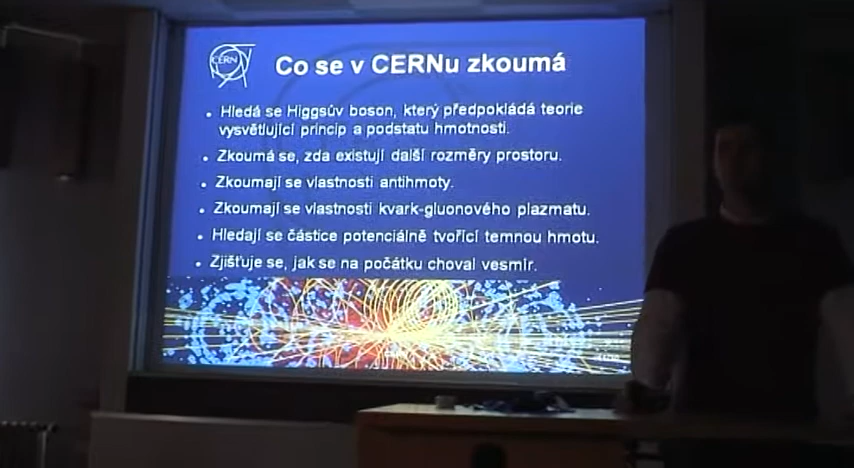 CERN
Co se v CERNu zkoumá
• Hledá se Higgsův boson, který předpokládá teorie
vysvětlující princip a podstatu hmotnosti.
• Zkoumá se, zda existují další rozměry prostoru.
• Zkoumají se vlastnosti antihmoty.
• Zkoumají se vlastnosti kvark-gluonového plazmatu.
• Hledají se částice potenciálně tvořící temnou hmotu.
• Zjišťuje se, jak se na počátku choval vesmír.